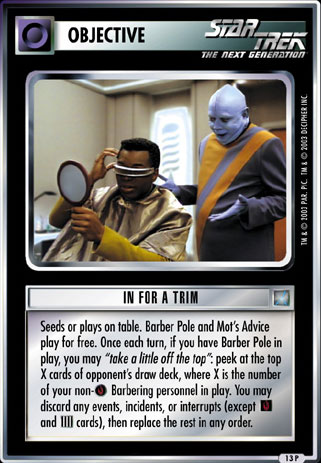 OBJECTIVE
STAR TREK
THE NEXT GENERATION
TM & © 2003 PAR. PIC. TM & © 2003 DECIPHER INC.
IN FOR A TRIM
Seeds or plays on table. Barber Pole and Mot's Advice
play for free. Once each turn, if you have Barber Pole in
play, you may "take a little off the top": peek at the top
X cards of opponent's draw deck, where X is the number
of your non- Barbering personnel in play. You may
discard any events, incidents, or interrupts (except
and cards), then replace the rest in any order.
13 P